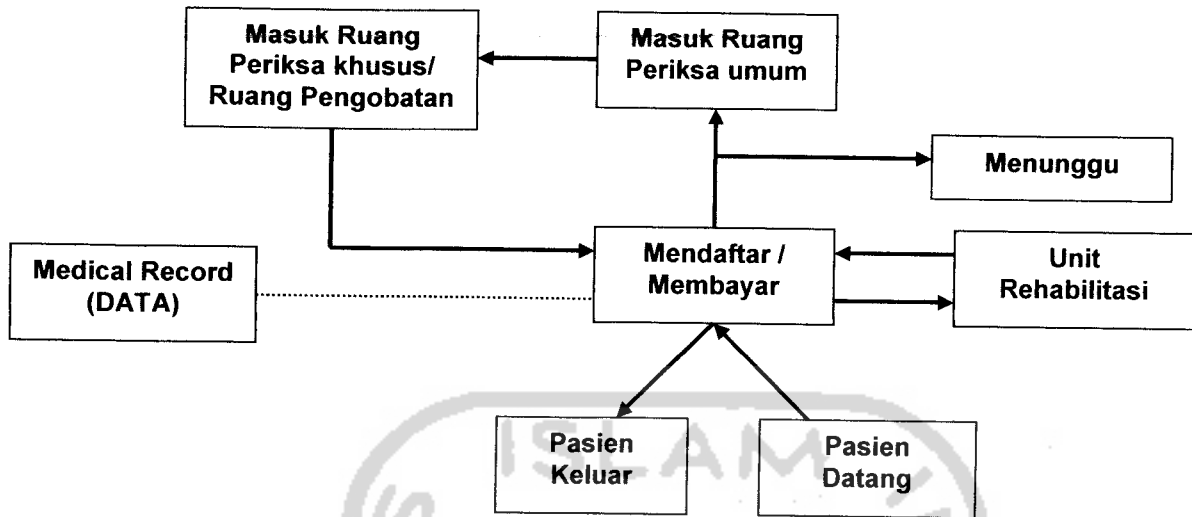 Masuk Ruang
Periksa khusus/
Ruang Pengobatan
Masuk Ruang
Periksa umum
Menunggu
Medical Record
(DATA)
Mendaftar /
Membayar
Unit
Rehabilitasi
Pasien
Keluar
Pasien
Datang
ISLAM